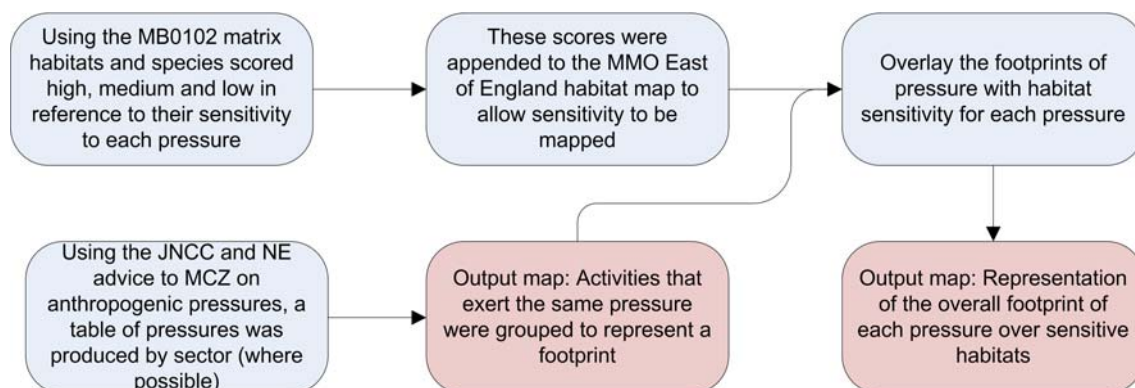 Using the MB0102 matrix
habitats and species scored
high, medium and low in
reference to their sensitivity
to each pressure
These scores were
appended to the MMO East
of England habitat map to
allow sensitivity to be
mapped
Overlay the footprints of
pressure with habitat
sensitivity for each pressure
Using the JNCC and NE
advice to MCZ on
anthropogenic pressures, a
table of pressures was
produced by sector (where
possible)
Output map: Activities that
exert the same pressure
were grouped to represent a
footprint
Output map: Representation
of the overall footprint of
each pressure over sensitive
habitats